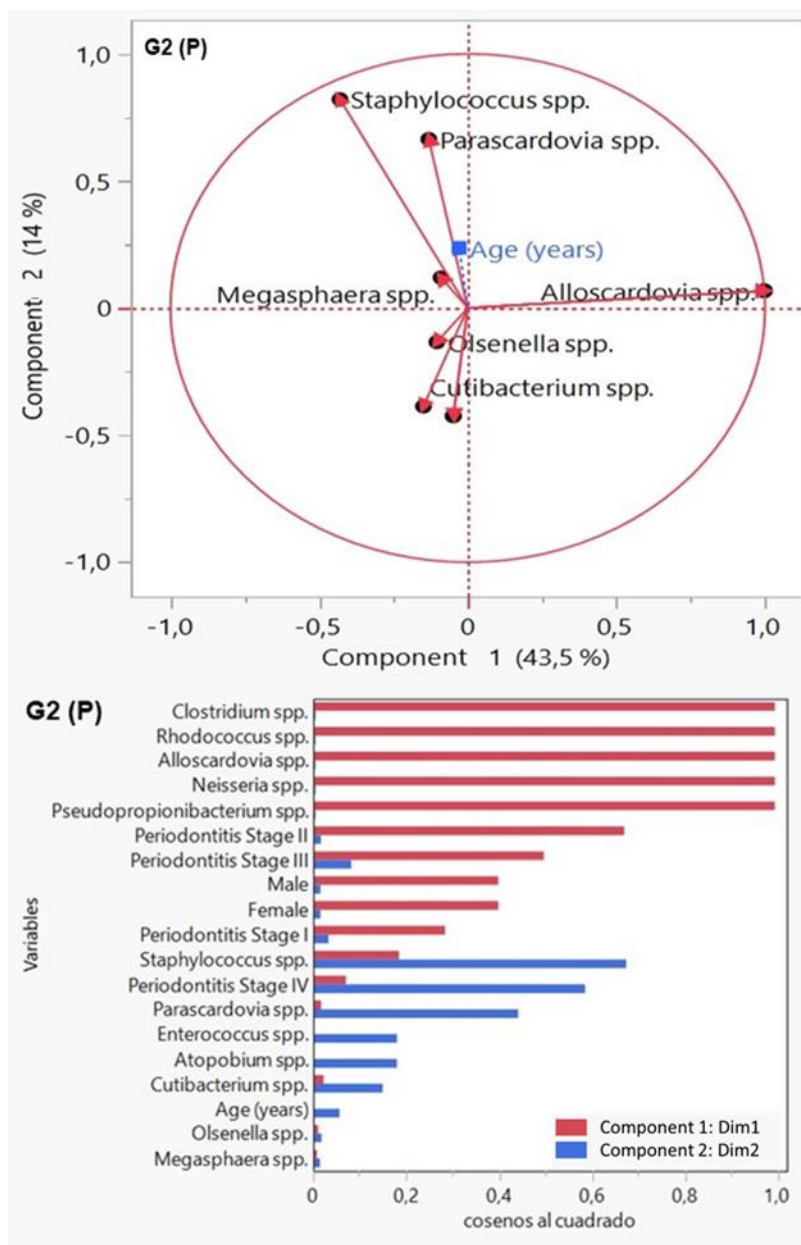 G2 (P)
1,0
Staphylococcus spp.
Parascardovia spp.
0,5
Age (years)
Megasphaera spp.
Alloscardovia spp.
0
Olsenella spp.
Cutibacterium spp.
-0,5
-1,0
Component 2 (14 %)
-1,0 -0,5 0 0,5 1,0
Component 1 (43,5 %)
G2 (P)
Clostridium spp.
Rhodococcus spp.
Alloscardovia spp.
Neisseria spp.
Pseudopropionibacterium spp.
Periodontitis Stage II
Periodontitis Stage III
Male
Female
Periodontitis Stage I
Staphylococcus spp.
Periodontitis Stage IV
Parascardovia spp.
Enterococcus spp.
Atopobium spp.
Cutibacterium spp.
Age (years)
Olsenella spp.
Megasphaera spp.
Variables
Component 1: Dim1
Component 2: Dim2
0 0,2 0,4 0,6 0,8 1,0
cosenos al cuadrado